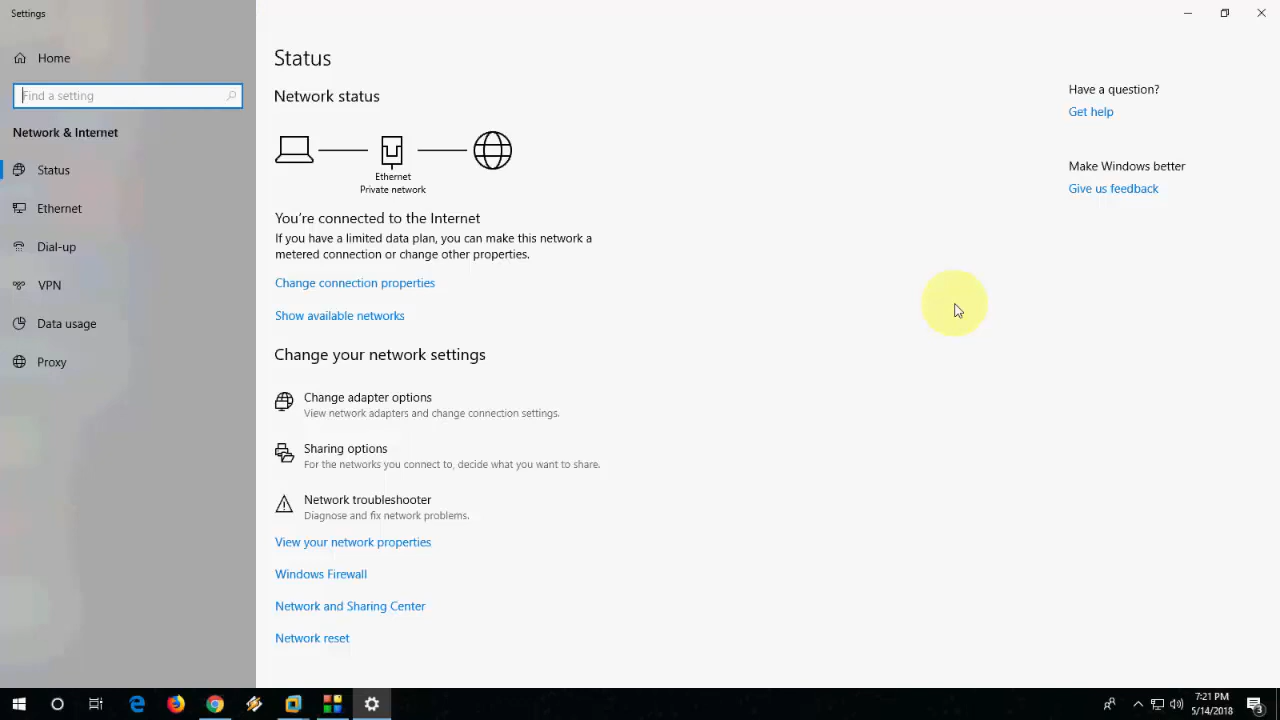 Settings
Home
Find a setting
Network & Internet
Status
Ethernet
Dial-up
VPN
Data usage
Proxy
Status
Network status
Ethernet
Private network
You're connected to the Internet
If you have a limited data plan, you can make this network a
metered connection or change other properties.
Change connection properties
Show available networks
Change your network settings
Change adapter options
View network adapters and change connection settings.
Sharing options
For the networks you connect to, decide what you want to share.
Network troubleshooter
Diagnose and fix network problems.
View your network properties
Windows Firewall
Network and Sharing Center
Network reset
Have a question?
Get help
Make Windows better
Give us feedback
7:21 PM
5/14/2018
3